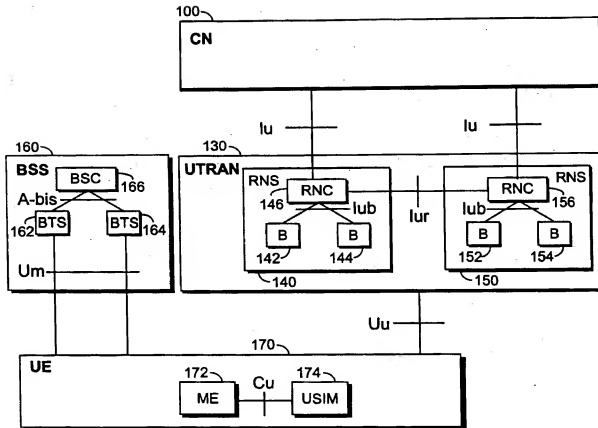 100
CN
Iu
Iu
160
BSS
BSC
166
A-bis
162
BTS
BTS
164
Um
130
UTRAN
RNS
RNC
146
Iub
B
B
142
144
140
Iur
RNS
RNC
156
Iub
B
B
152
154
150
Uu
170
UE
172
ME
Cu
174
USIM